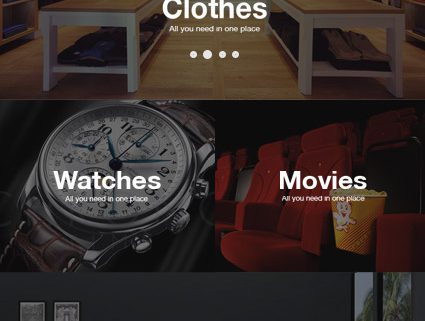 Clothes
All you need in one place
Watches
All you need in one place
Movies
All you need in one place